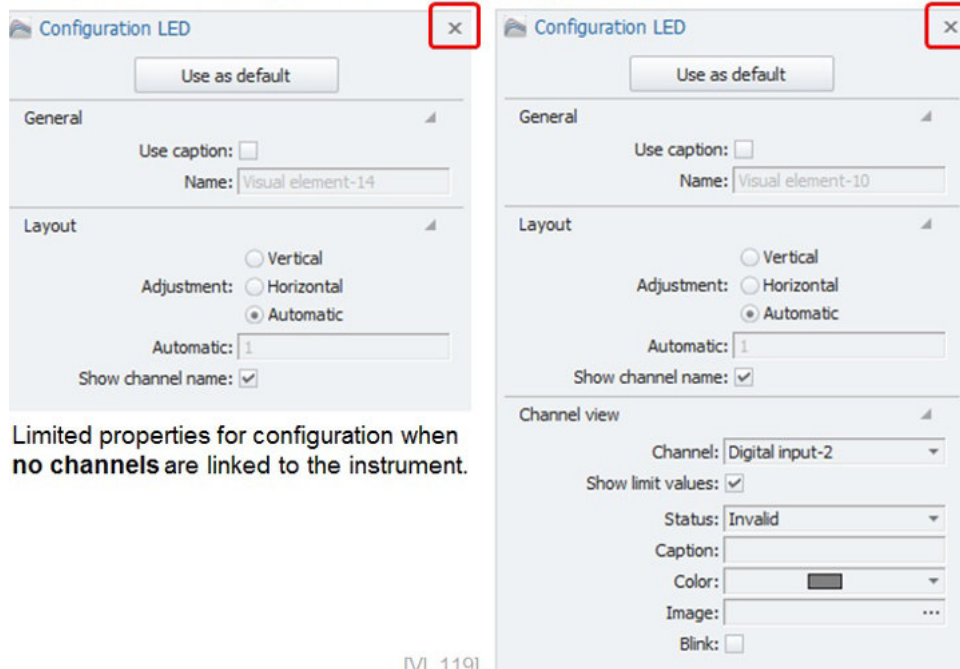 Configuration LED
Use as default
General
Use caption:
Name: Visual element-14
Layout
Vertical
Adjustment: Horizontal
Automatic
Automatic: 1
Show channel name:
Limited properties for configuration when
no channels are linked to the instrument.
Configuration LED
Use as default
General
Use caption:
Name: Visual element-10
Layout
Vertical
Adjustment: Horizontal
Automatic
Automatic: 1
Show channel name:
Channel view
Channel: Digital input-2
Show limit values:
Status: Invalid
Caption:
Color:
Image: ...
Blink:
[VL 119]